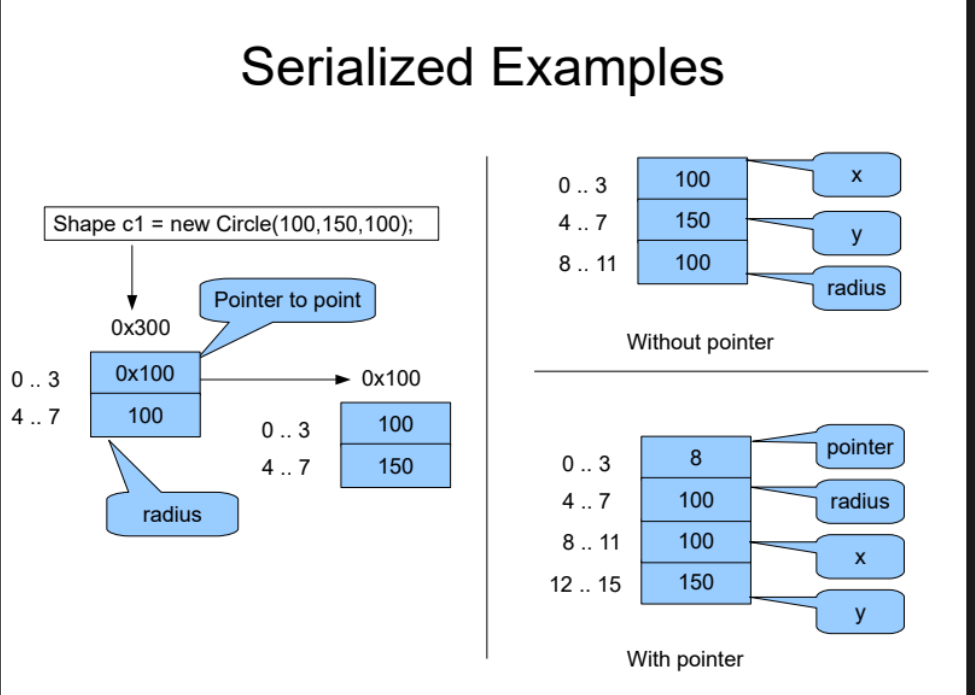 Serialized Examples
Shape c1 = new Circle(100,150,100);
Pointer to point
0x300
0 .. 3
0x100
4 .. 7
100
radius
0x100
0 .. 3
100
4 .. 7
150
0 .. 3
100
x
4 .. 7
150
y
8 .. 11
100
radius
Without pointer
0 .. 3
8
pointer
4 .. 7
100
radius
8 .. 11
100
x
12 .. 15
150
y
With pointer